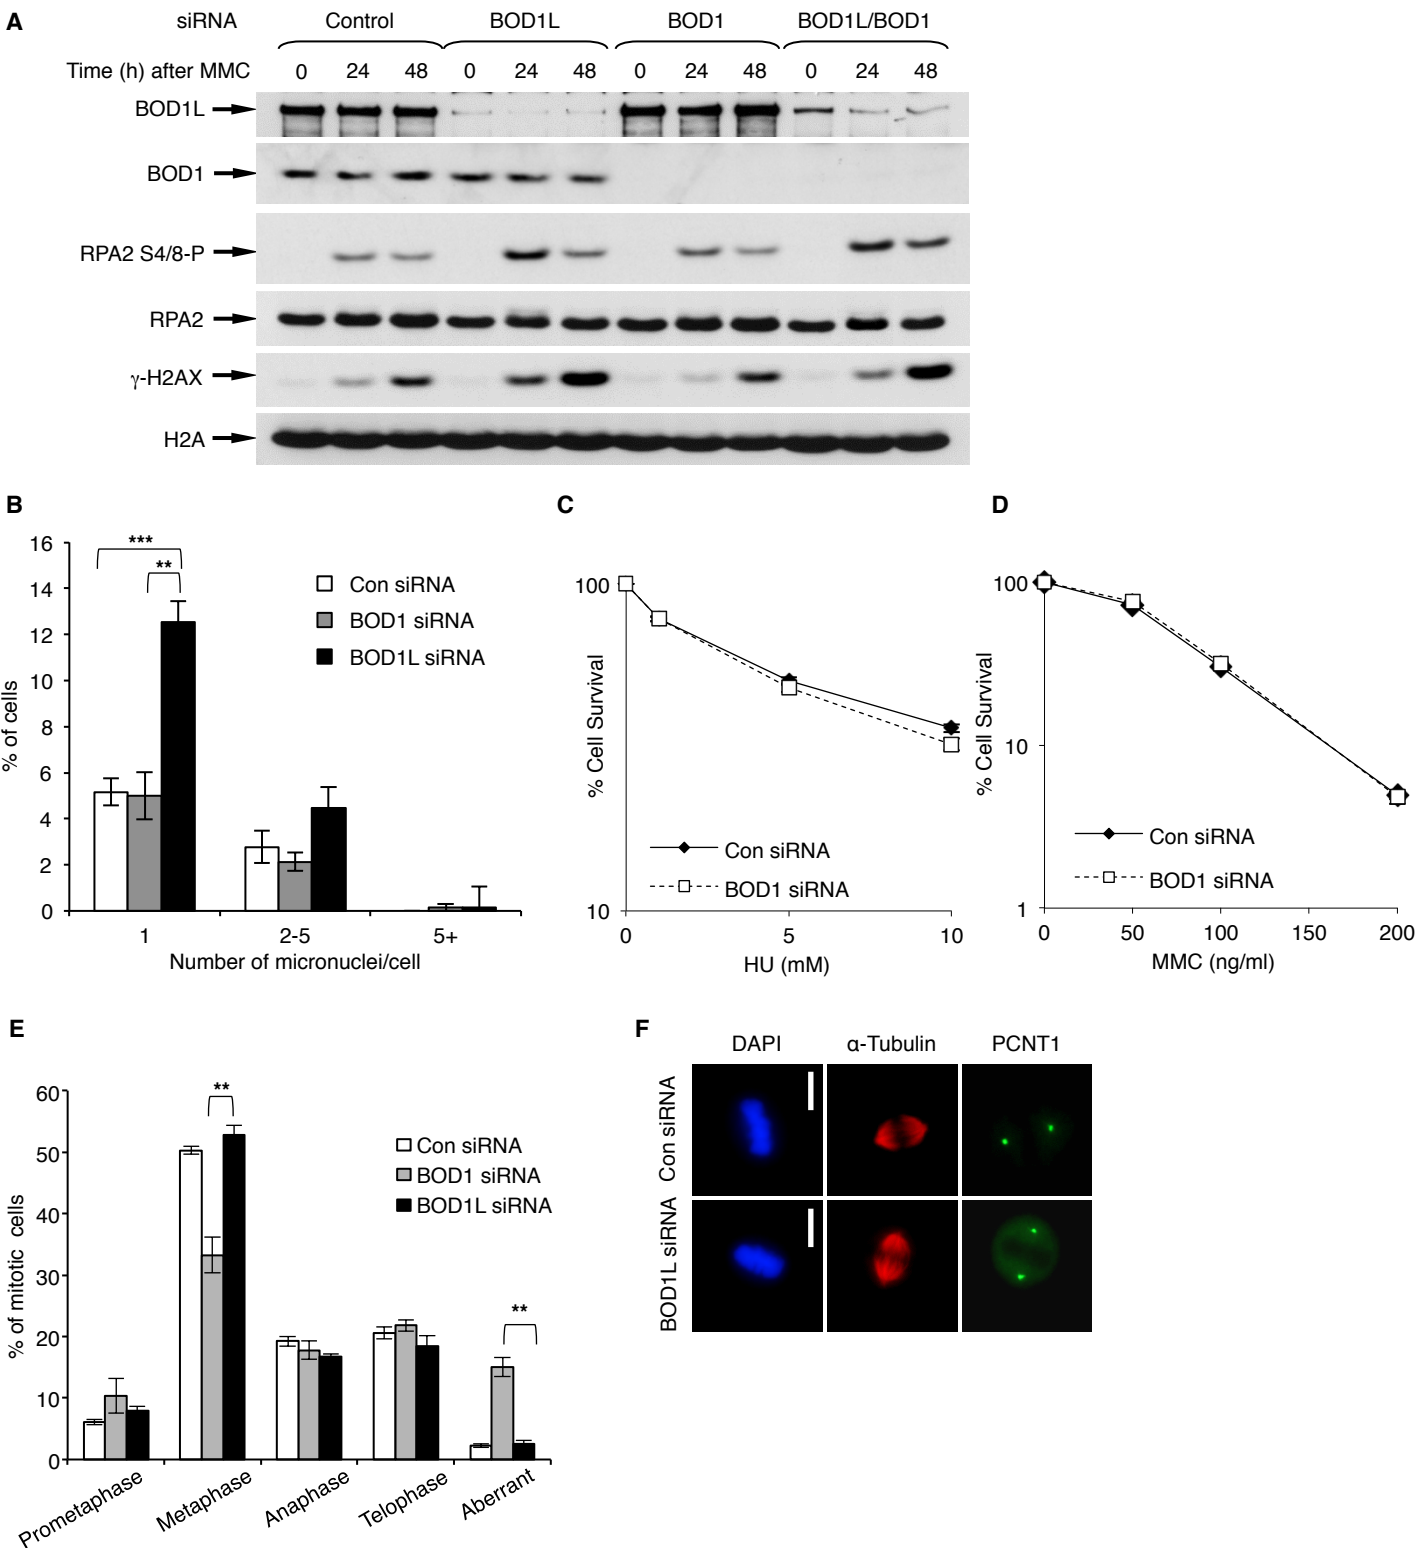 A
siRNA Control BOD1L BOD1 BOD1L/BOD1
Time (h) after MMC 0 24 48 0 24 48 0 24 48 0 24 48
BOD1L
BOD1
RPA2 S4/8-P
RPA2
γ-H2AX
H2A
B
% of cells
16
14
12
10
8
6
4
2
0
***
**
Con siRNA
BOD1 siRNA
BOD1L siRNA
1 2-5 5+
Number of micronuclei/cell
C
% Cell Survival
100
10
Con siRNA
BOD1 siRNA
0 5 10
HU (mM)
D
% Cell Survival
100
10
1
Con siRNA
BOD1 siRNA
0 50 100 150 200
MMC (ng/ml)
E
% of mitotic cells
60
50
40
30
20
10
0
**
**
Con siRNA
BOD1 siRNA
BOD1L siRNA
Prometaphase
Metaphase
Anaphase
Telophase
Aberrant
F
DAPI α-Tubulin PCNT1
Con siRNA
BOD1L siRNA